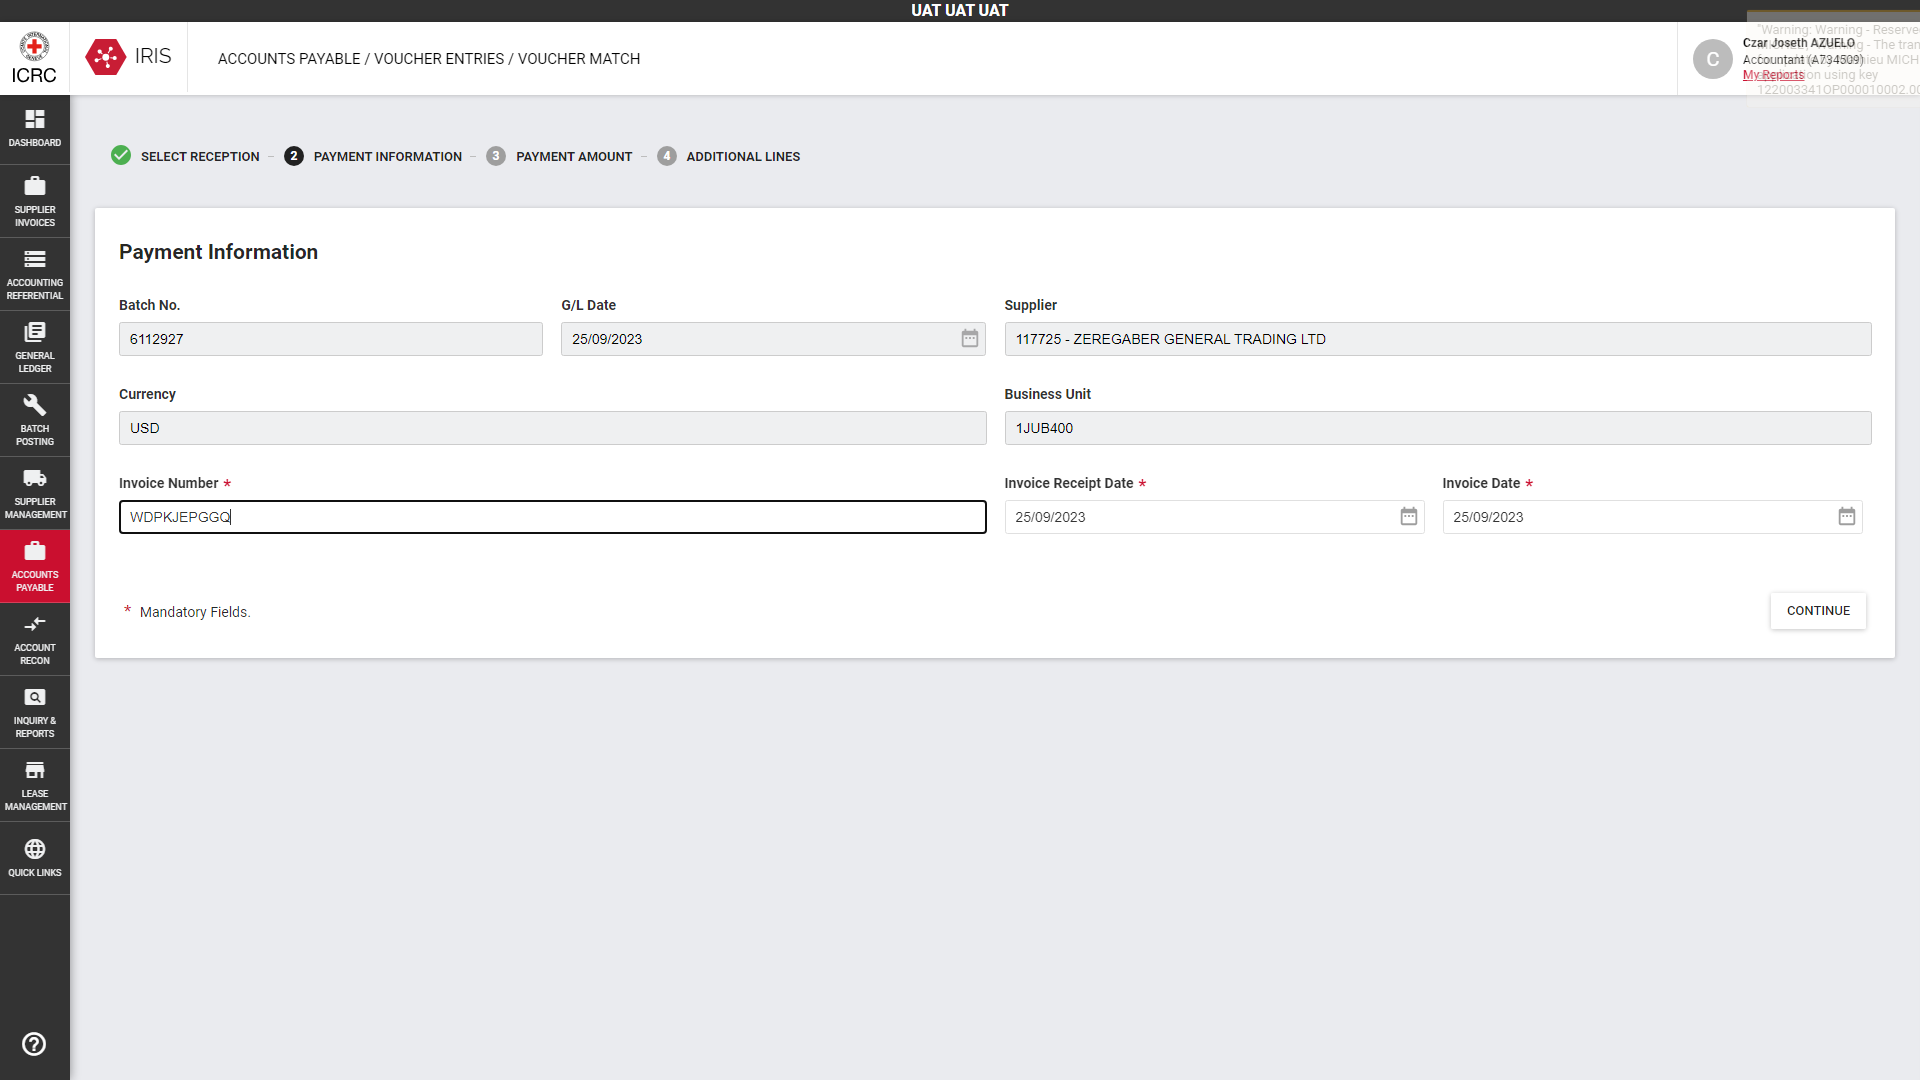 UAT UAT UAT
ICRC
IRIS
ACCOUNTS PAYABLE / VOUCHER ENTRIES / VOUCHER MATCH
C
Czar Joseth AZUELO
Accountant (A734509)
My Reports
"Warning: Warning - Reserve
Warning - The tran
MICH
using key
122003341OP000010002.00
DASHBOARD
SUPPLIER
INVOICES
ACCOUNTING
REFERENTIAL
GENERAL
LEDGER
BATCH
POSTING
SUPPLIER
MANAGEMENT
ACCOUNTS
PAYABLE
ACCOUNT
RECON
INQUIRY &
REPORTS
LEASE
MANAGEMENT
QUICK LINKS
SELECT RECEPTION – 2 PAYMENT INFORMATION – 3 PAYMENT AMOUNT – 4 ADDITIONAL LINES
Payment Information
Batch No. G/L Date Supplier
6112927 25/09/2023 117725 - ZEREGABER GENERAL TRADING LTD
Currency Business Unit
USD 1JUB400
Invoice Number * Invoice Receipt Date * Invoice Date *
WDPKJEPGGQ 25/09/2023 25/09/2023
* Mandatory Fields.
CONTINUE